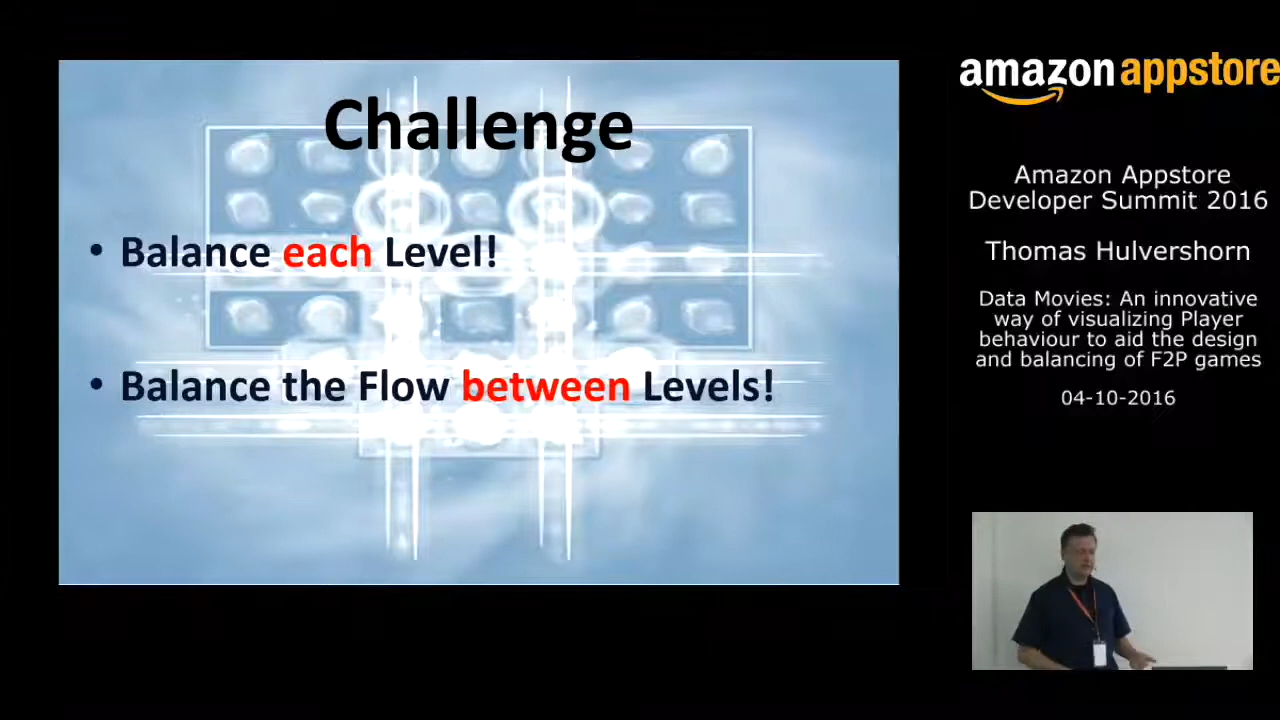 Challenge
• Balance each Level!
• Balance the Flow between Levels!
amazon appstore
Amazon Appstore
Developer Summit 2016
Thomas Hulvershorn
Data Movies: An innovative
way of visualizing Player
behaviour to aid the design
and balancing of F2P games
04-10-2016